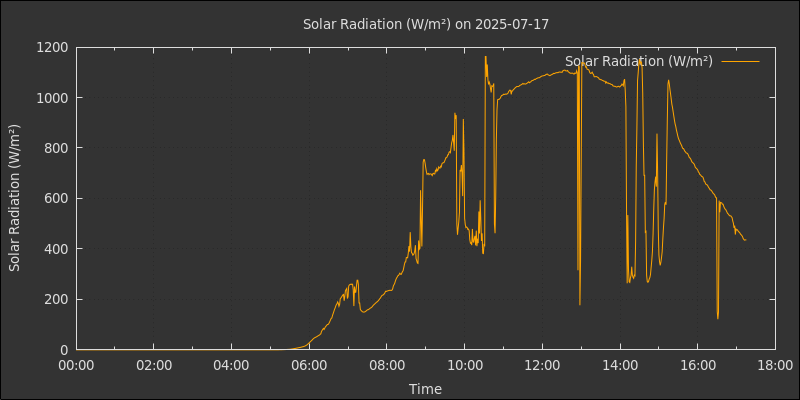 Solar Radiation (W/m²) on 2025-07-17
Solar Radiation (W/m²)
Solar Radiation (W/m²)
1200
1000
800
600
400
200
0
00:00 02:00 04:00 06:00 08:00 10:00 12:00 14:00 16:00 18:00
Time